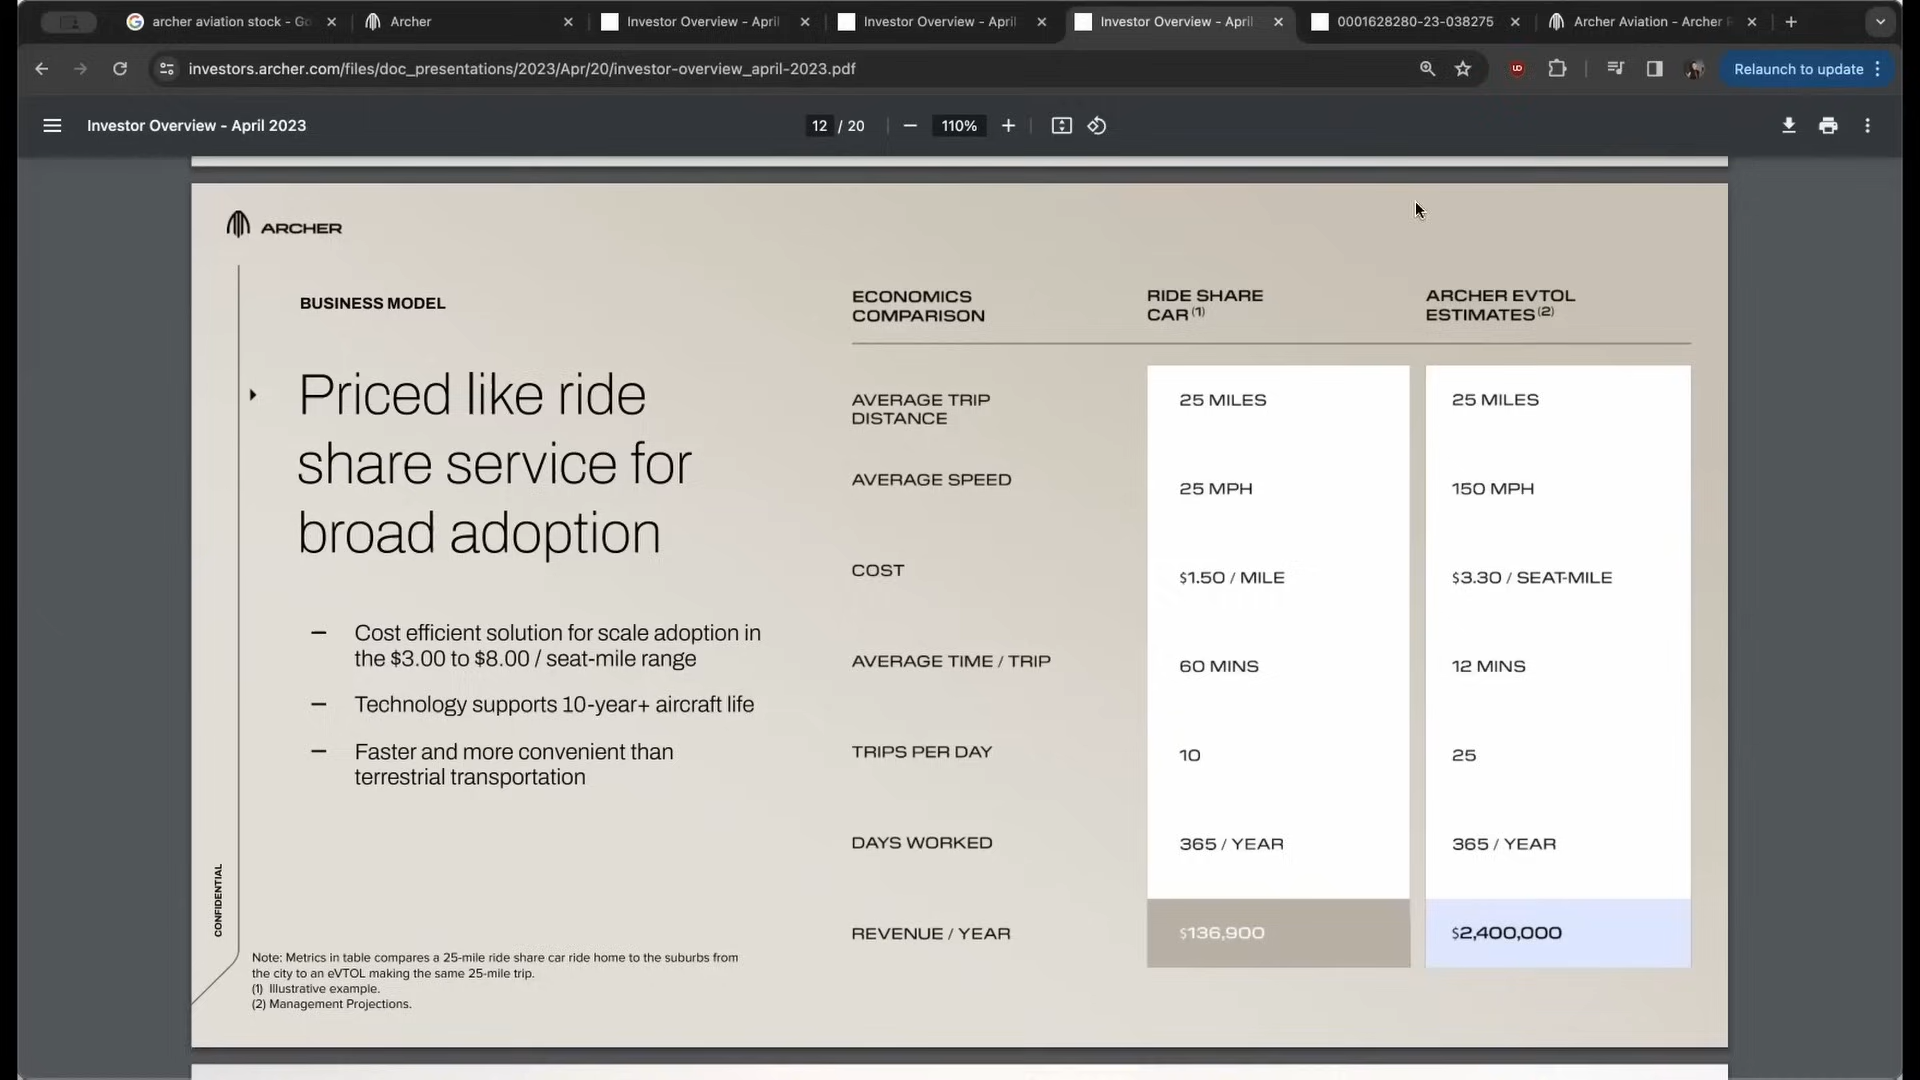 archer aviation stock - Go
Archer
Investor Overview - April
Investor Overview - April
Investor Overview - April
0001628280-23-038275
Archer Aviation - Archer
investors.archer.com/files/doc_presentations/2023/Apr/20/investor-overview_april-2023.pdf
Relaunch to update
Investor Overview - April 2023
12 / 20
110%
ARCHER
BUSINESS MODEL
Priced like ride
share service for
broad adoption
– Cost efficient solution for scale adoption in
the $3.00 to $8.00 / seat-mile range
– Technology supports 10-year+ aircraft life
– Faster and more convenient than
terrestrial transportation
CONFIDENTIAL
Note: Metrics in table compares a 25-mile ride share car ride home to the suburbs from
the city to an eVTOL making the same 25-mile trip.
(1) Illustrative example.
(2) Management Projections.
ECONOMICS
COMPARISON
RIDE SHARE
CAR (1)
ARCHER EVTOL
ESTIMATES (2)
AVERAGE TRIP
DISTANCE
25 MILES
25 MILES
AVERAGE SPEED
25 MPH
150 MPH
COST
$1.50 / MILE
$3.30 / SEAT-MILE
AVERAGE TIME / TRIP
60 MINS
12 MINS
TRIPS PER DAY
10
25
DAYS WORKED
365 / YEAR
365 / YEAR
REVENUE / YEAR
$136,900
$2,400,000